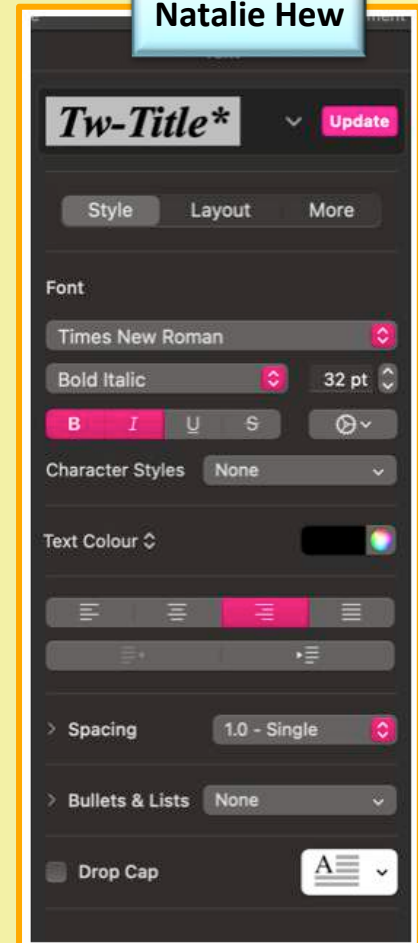 Natalie Hew
Tw-Title*
Update
Style Layout More
Font
Times New Roman
Bold Italic
32 pt
B I U S
Character Styles None
Text Colour
Spacing 1.0 - Single
Bullets & Lists None
Drop Cap
A